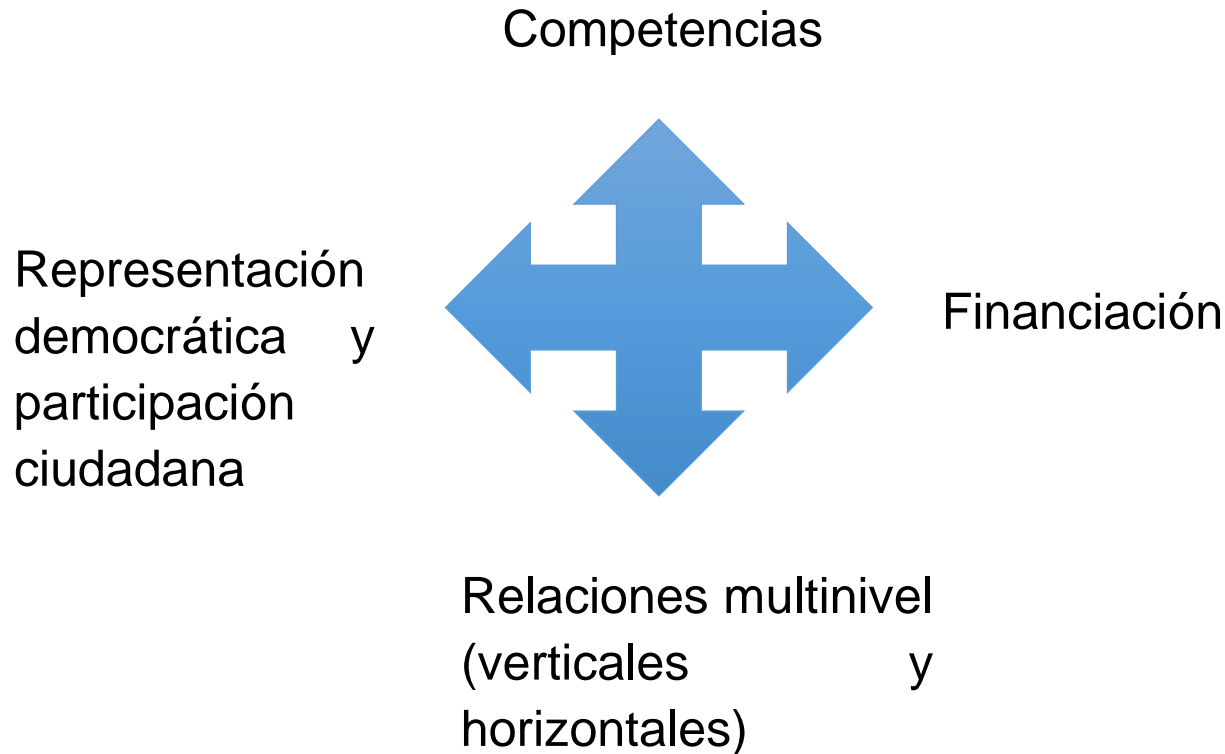 Competencias
Representación
democrática y
participación
ciudadana
Financiación
Relaciones multinivel
(verticales y
horizontales)